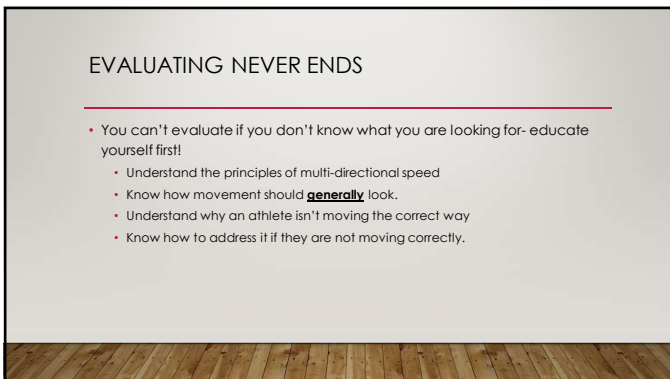 EVALUATING NEVER ENDS
• You can't evaluate if you don't know what you are looking for- educate
yourself first!
• Understand the principles of multi-directional speed
• Know how movement should generally look.
• Understand why an athlete isn't moving the correct way
• Know how to address it if they are not moving correctly.